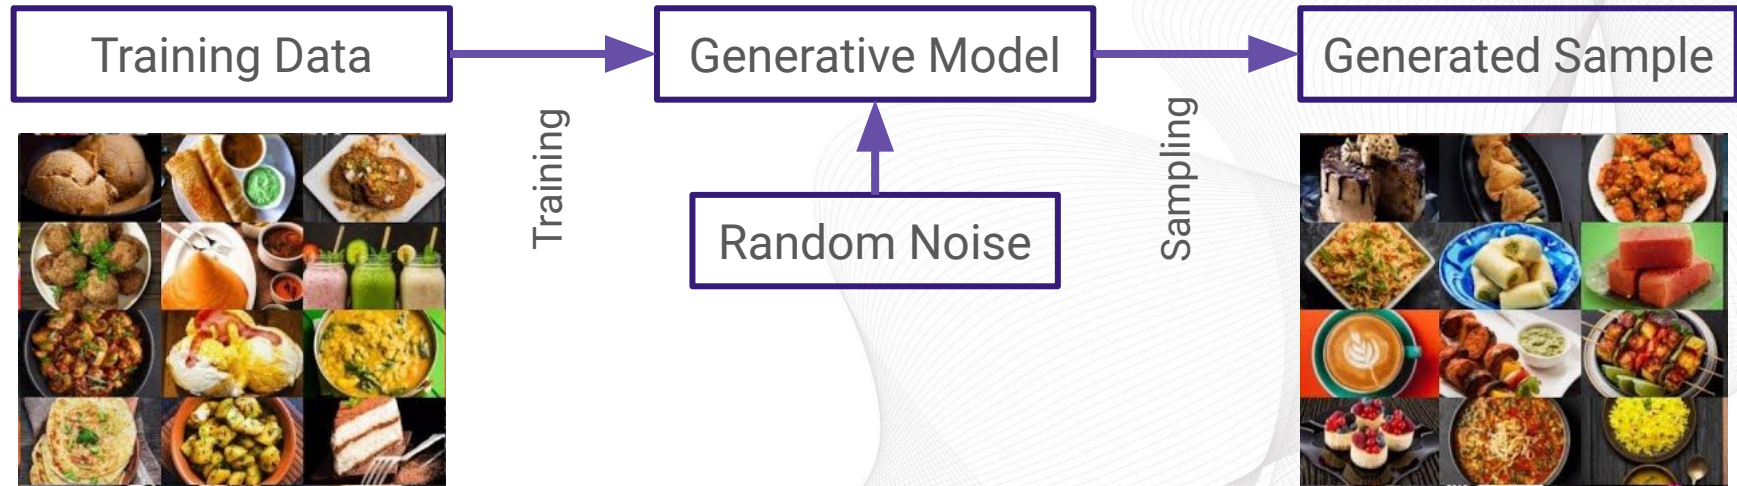 Training Data
Generative Model
Generated Sample
Training
Sampling
Random Noise